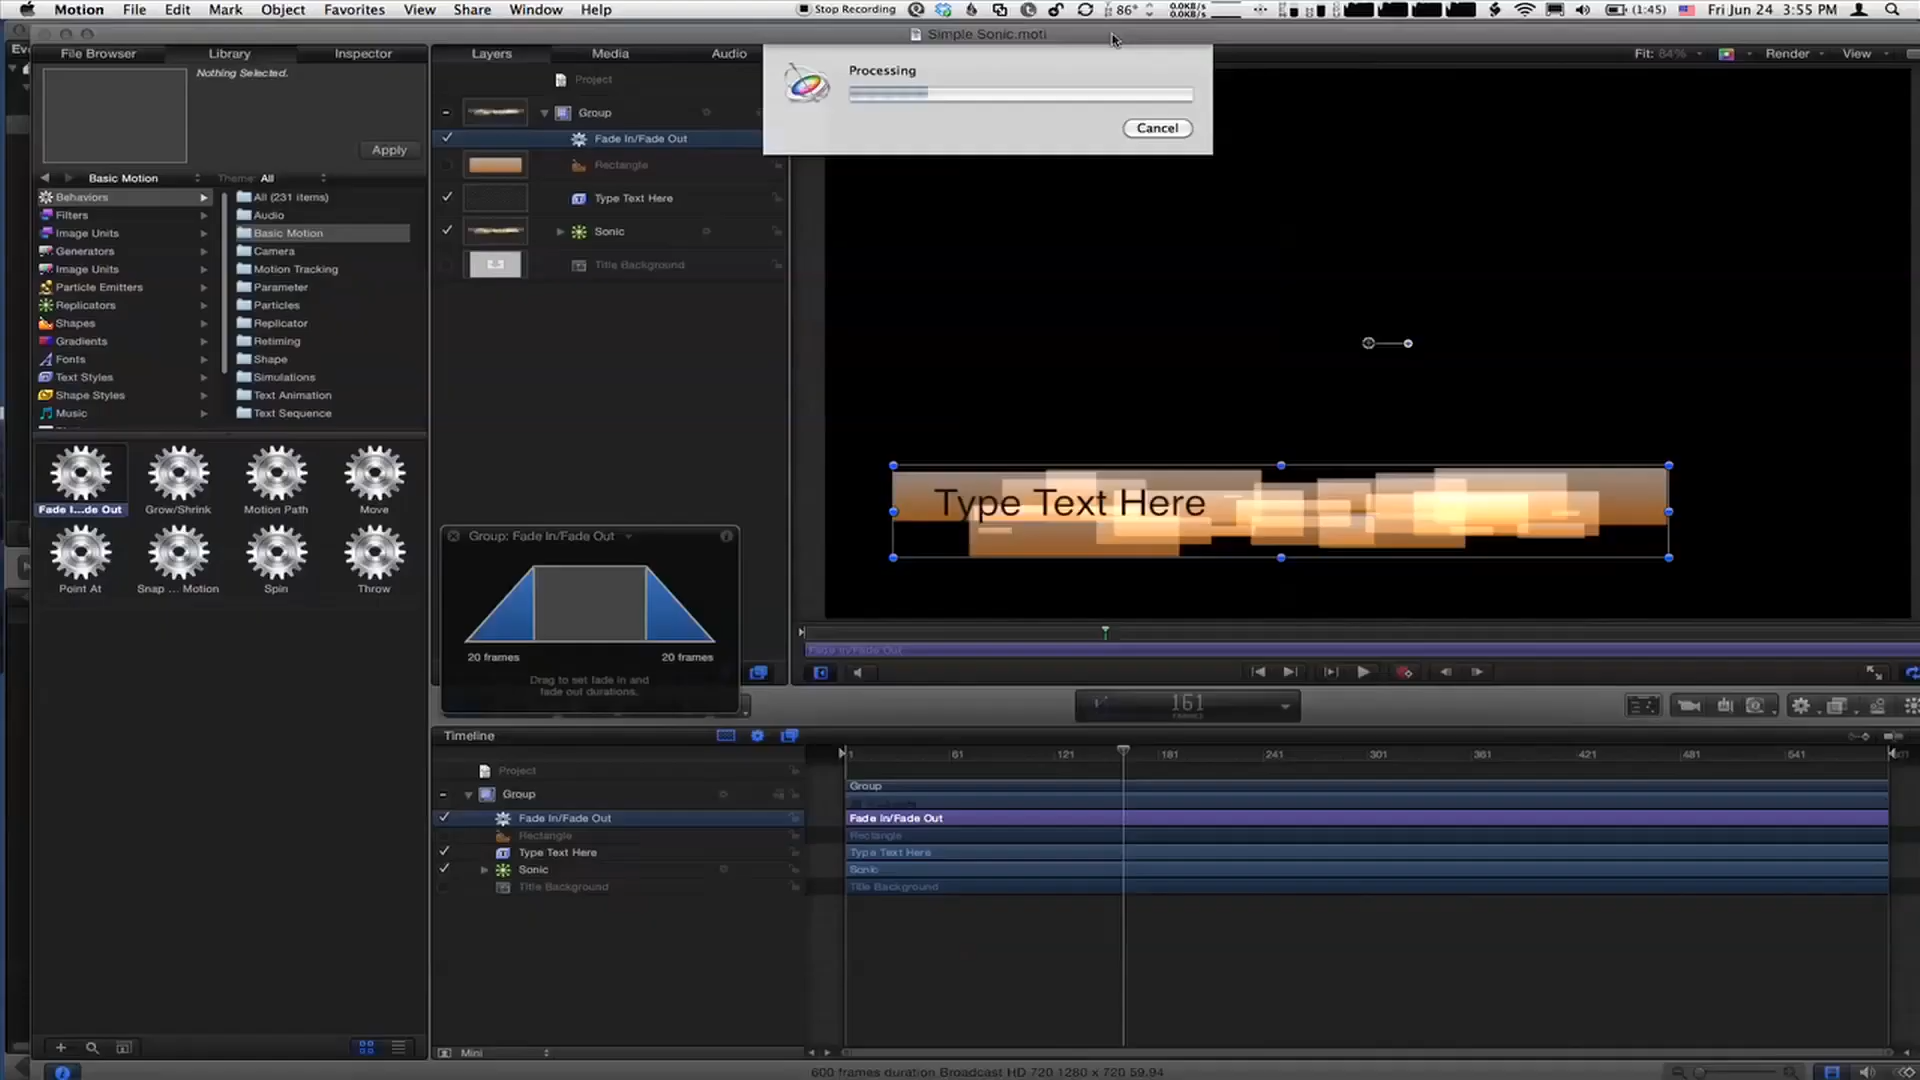 Motion File Edit Mark Object Favorites View Share Window Help
Stop Recording 86° 0.0KB/s 0.0KB/s (1:45) Fri Jun 24 3:55 PM
Simple Sonic.moti
File Browser Library Inspector Layers Media Audio Fit: 84% Render View
Nothing Selected.
Apply
Basic Motion Theme: All
Behaviors
Filters
Image Units
Generators
Image Units
Particle Emitters
Replicators
Shapes
Gradients
Fonts
Text Styles
Shape Styles
Music
All (231 items)
Audio
Basic Motion
Camera
Motion Tracking
Parameter
Particles
Replicator
Retiming
Shape
Simulations
Text Animation
Text Sequence
Fade I...de Out Grow/Shrink Motion Path Move
Point At Snap ... Motion Spin Throw
Project
Group
Fade In/Fade Out
Rectangle
Type Text Here
Sonic
Title Background
Processing
Cancel
Type Text Here
Group: Fade In/Fade Out
20 frames 20 frames
Drag to set fade in and
fade out durations.
Fade In/Fade Out
161
FRAMES
Timeline
1 61 121 181 241 301 361 421 481 541
Project
Group
Fade In/Fade Out
Rectangle
Type Text Here
Sonic
Title Background
Group
Fade In/Fade Out
Rectangle
Type Text Here
Sonic
Title Background
Mini
600 frames duration Broadcast HD 720 1280 x 720 59.94